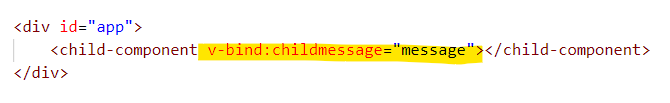 <div id="app">
<child-component v-bind:childmessage="message"></child-component>
</div>